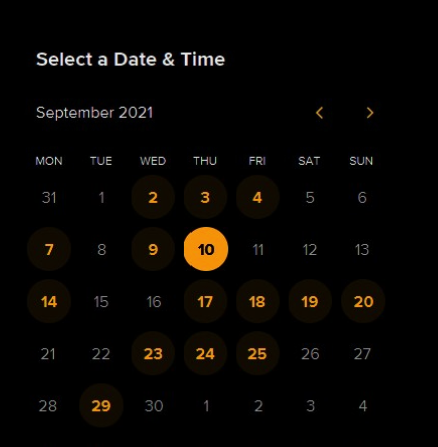 Select a Date & Time
September 2021
MON TUE WED THU FRI SAT SUN
31 1 2 3 4 5 6
7 8 9 10 11 12 13
14 15 16 17 18 19 20
21 22 23 24 25 26 27
28 29 30 1 2 3 4